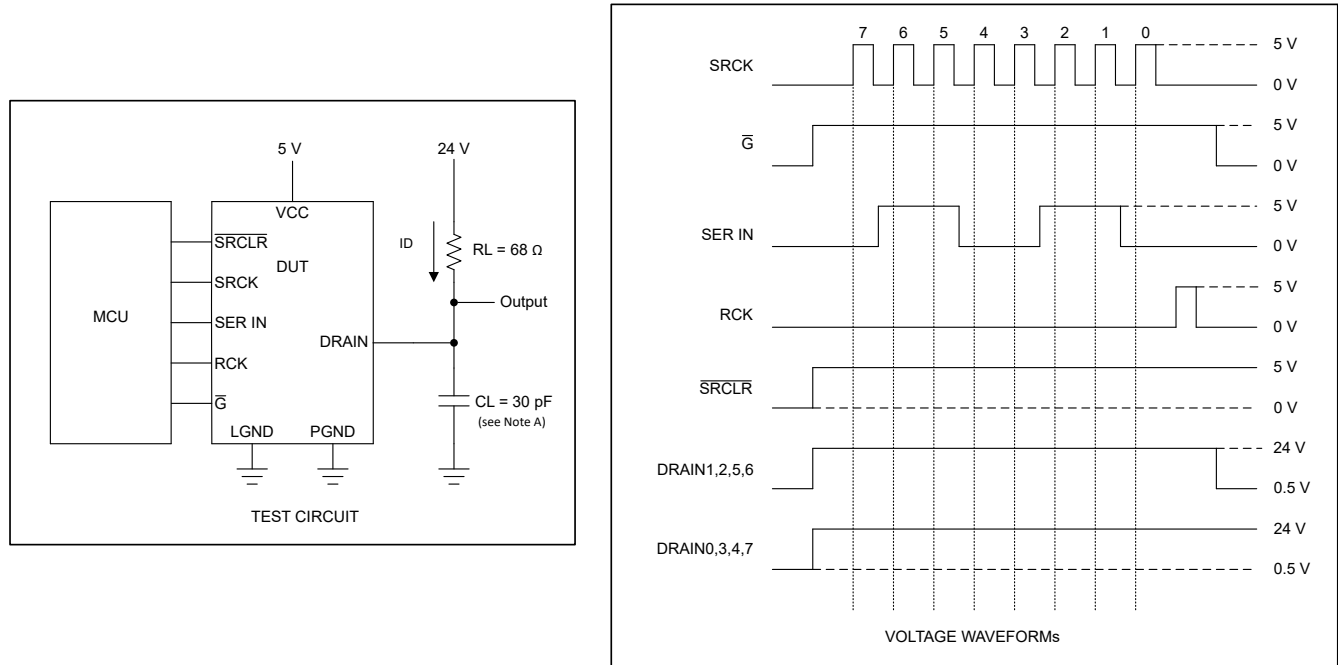 5 V
24 V
VCC
SRCLR
DUT
ID
RL = 68 Ω
SRCK
Output
MCU
SER IN
DRAIN
RCK
CL = 30 pF
(see Note A)
G
LGND
PGND
TEST CIRCUIT
7 6 5 4 3 2 1 0
SRCK
5 V
0 V
G
5 V
0 V
SER IN
5 V
0 V
RCK
5 V
0 V
SRCLR
5 V
0 V
DRAIN1,2,5,6
24 V
0.5 V
DRAIN0,3,4,7
24 V
0.5 V
VOLTAGE WAVEFORMs